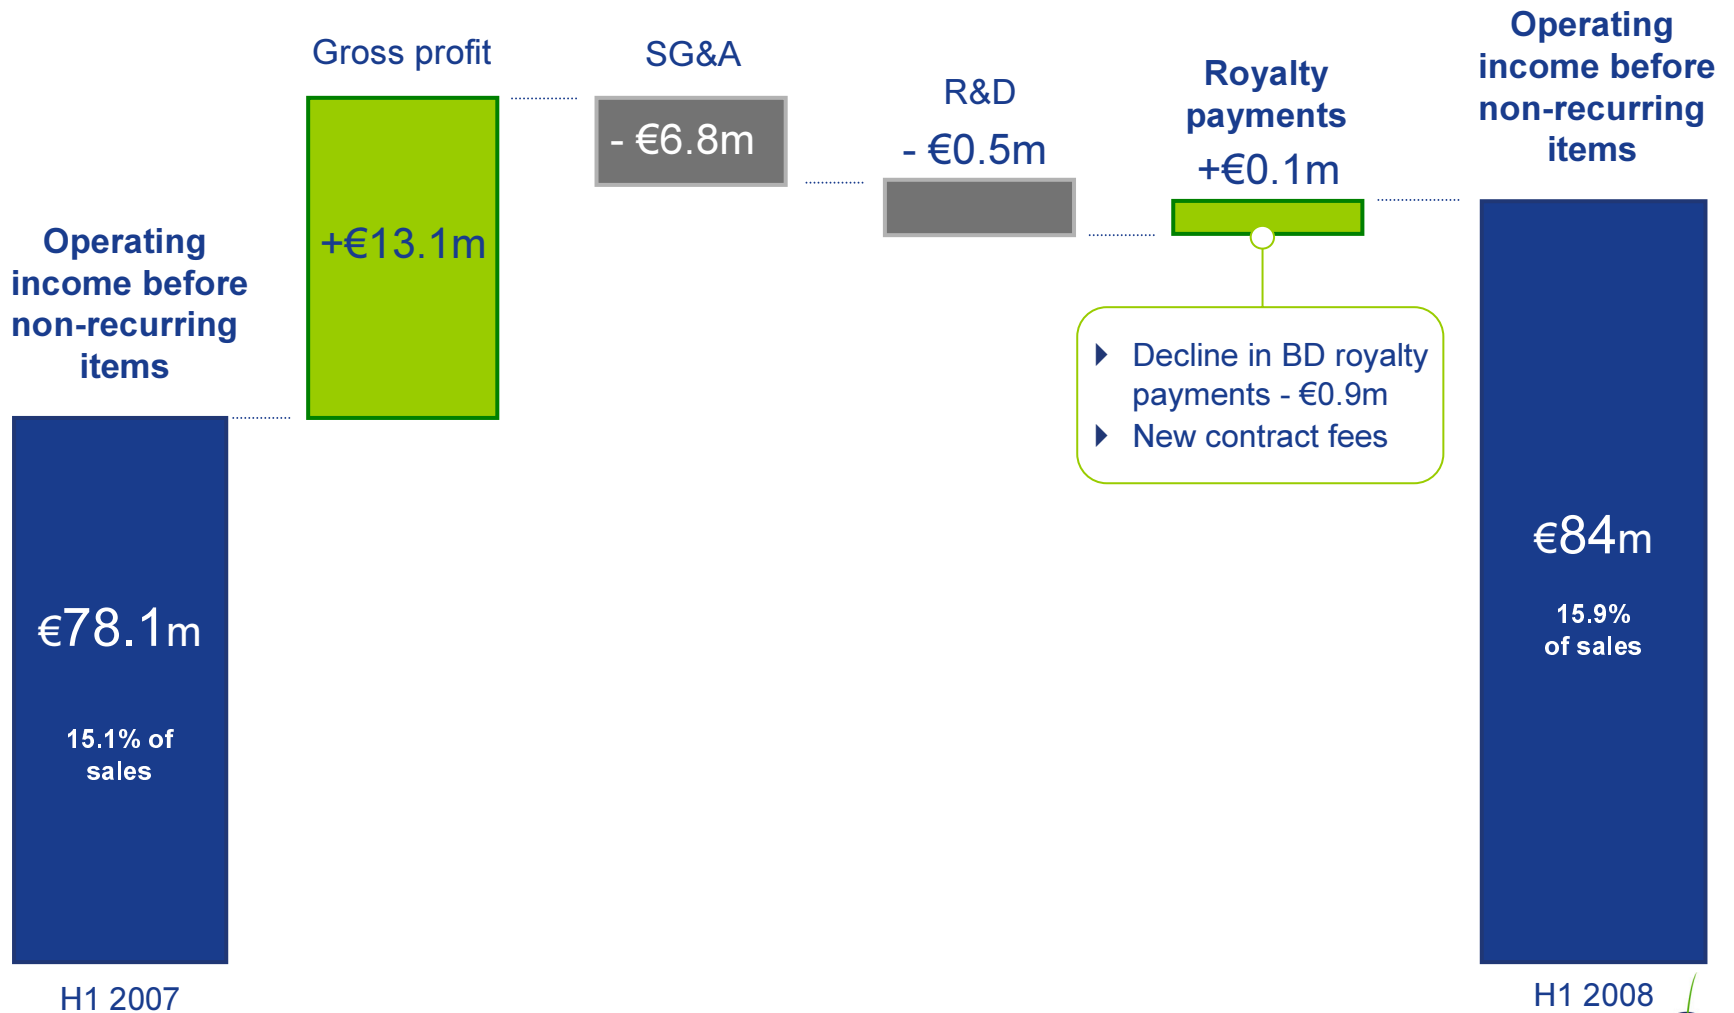 Operating
income before
non-recurring
items
€78.1m
15.1% of
sales
H1 2007
Gross profit
+€13.1m
SG&A
- €6.8m
R&D
- €0.5m
Royalty
payments
+€0.1m
Decline in BD royalty
payments - €0.9m
New contract fees
Operating
income before
non-recurring
items
€84m
15.9%
of sales
H1 2008